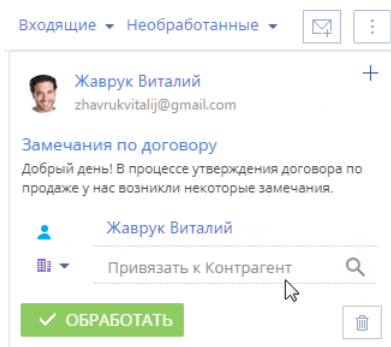 Входящие Необработанные
Жаврук Виталий
zhavrukvitalij@gmail.com
Замечания по договору
Добрый день! В процессе утверждения договора по
продаже у нас возникли некоторые замечания.
Жаврук Виталий
Привязать к Контрагент
ОБРАБОТАТЬ